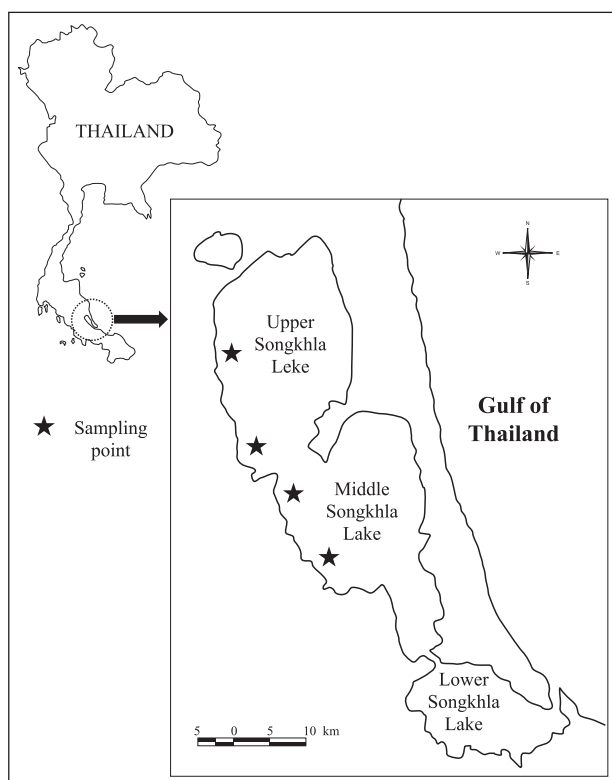 THAILAND
Sampling
point
N
W E
S
Upper
Songkhla
Leke
Gulf of
Thailand
Middle
Songkhla
Lake
Lower
Songkhla
Lake
5 0 5 10 km